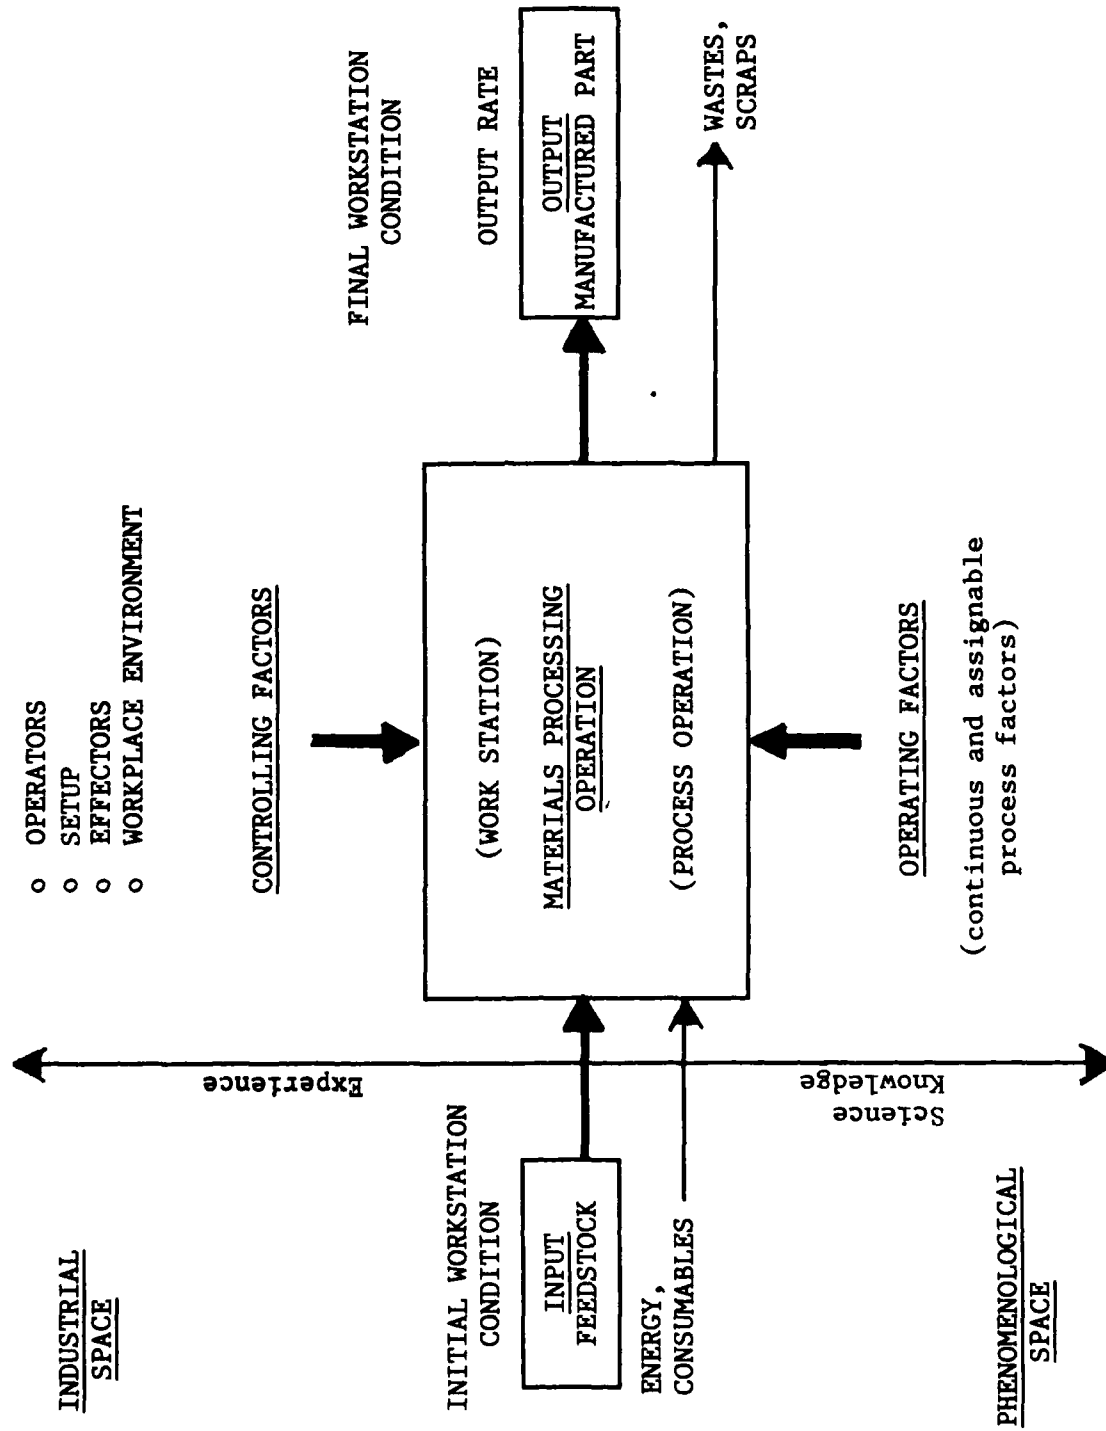 INDUSTRIAL
SPACE
o OPERATORS
o SETUP
o EFFECTORS
o WORKPLACE ENVIRONMENT
CONTROLLING FACTORS
Experience
INITIAL WORKSTATION
CONDITION
INPUT
FEEDSTOCK
ENERGY,
CONSUMABLES
(WORK STATION)
MATERIALS PROCESSING
OPERATION
(PROCESS OPERATION)
FINAL WORKSTATION
CONDITION
OUTPUT RATE
OUTPUT
MANUFACTURED PART
WASTES,
SCRAPS
Science
Knowledge
PHENOMENOLOGICAL
SPACE
OPERATING FACTORS
(continuous and assignable
process factors)